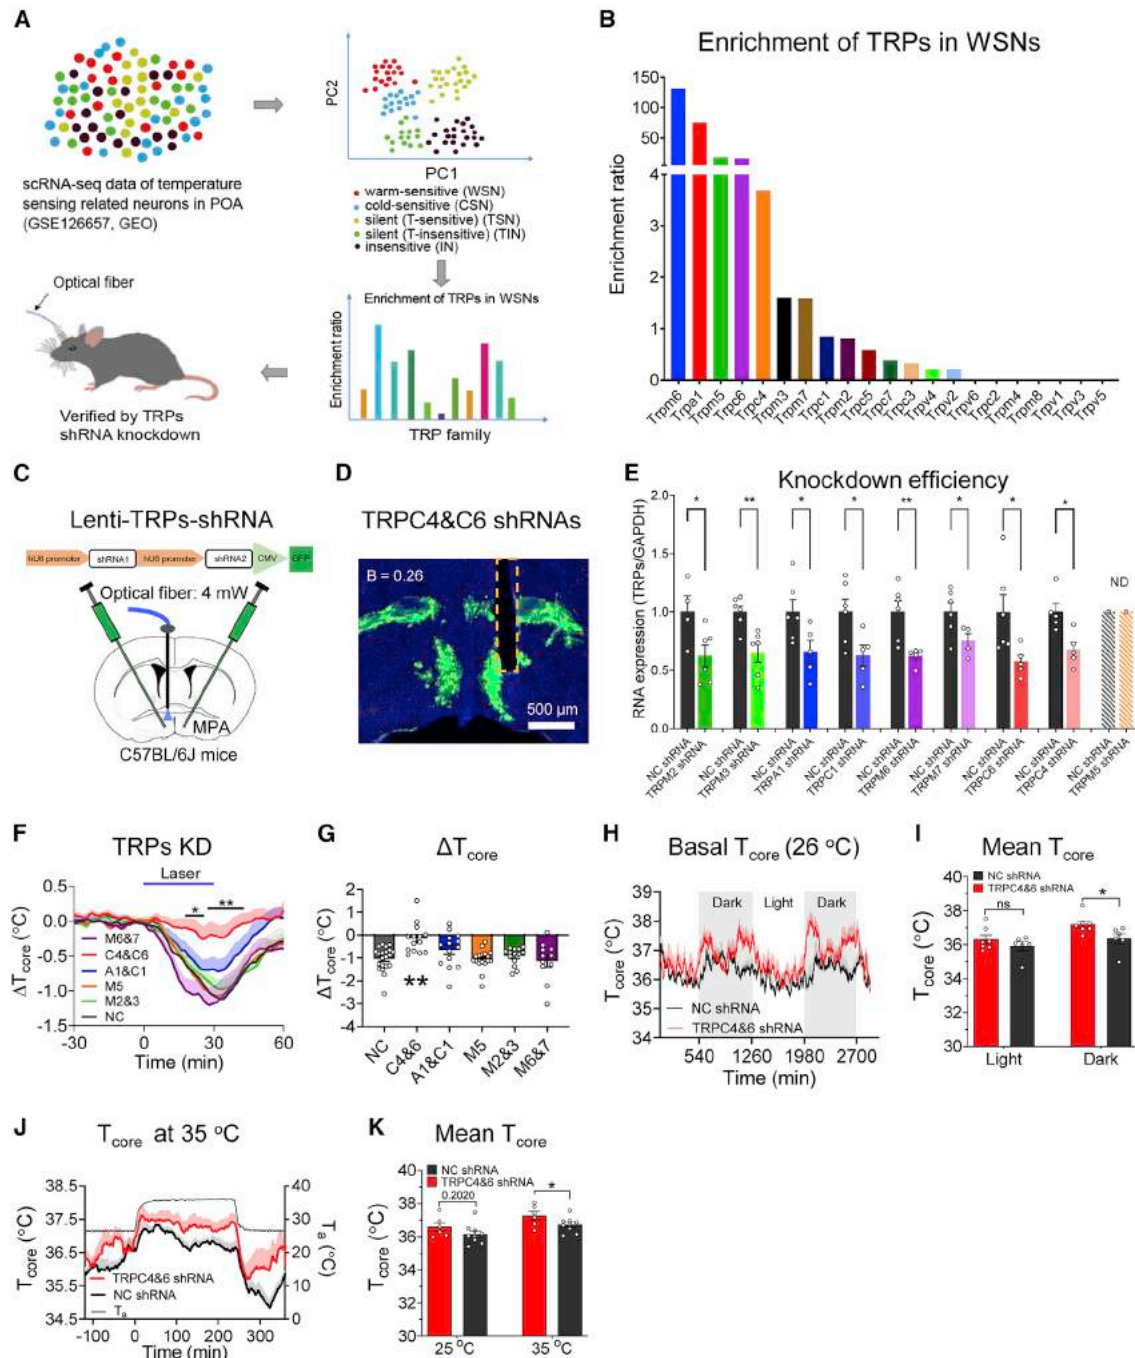 A
scRNA-seq data of temperature
sensing related neurons in POA
(GSE126657, GEO)
PC2
PC1
warm-sensitive (WSN)
cold-sensitive (CSN)
silent (T-sensitive) (TSN)
silent (T-insensitive) (TIN)
insensitive (IN)
Optical fiber
Verified by TRPs
shRNA knockdown
Enrichment of TRPs in WSNs
Enrichment ratio
TRP family
B
Enrichment of TRPs in WSNs
Enrichment ratio
150
100
50
4
3
2
1
0
Trpm6
Trpa1
Trpm5
Trpc6
Trpc4
Trpm3
Trpm7
Trpc1
Trpm2
Trpc5
Trpc7
Trpc3
Trpv4
Trpv2
Trpv6
Trpc2
Trpm4
Trpm8
Trpv1
Trpv3
Trpv5
C
Lenti-TRPs-shRNA
hU6 promoter
shRNA1
hU6 promoter
shRNA2
CMV
GFP
Optical fiber: 4 mW
MPA
C57BL/6J mice
D
TRPC4&C6 shRNAs
B = 0.26
500 µm
E
Knockdown efficiency
RNA expression (TRPs/GAPDH)
2.0
1.5
1.0
0.5
0.0
* ** * * ** * * *
ND
NC shRNA
TRPM2 shRNA
NC shRNA
TRPM3 shRNA
NC shRNA
TRPA1 shRNA
NC shRNA
TRPC1 shRNA
NC shRNA
TRPM6 shRNA
NC shRNA
TRPM7 shRNA
NC shRNA
TRPC6 shRNA
NC shRNA
TRPC4 shRNA
NC shRNA
TRPM5 shRNA
F
TRPs KD
Laser
* **
ΔTcore (°C)
0.5
0.0
-0.5
-1.0
-1.5
M6&7
C4&C6
A1&C1
M5
M2&3
NC
-30 0 30 60
Time (min)
G
ΔTcore
ΔTcore (°C)
2
1
0
-1
-2
-3
-4
**
NC
C4&6
A1&C1
M5
M2&3
M6&7
H
Basal Tcore (26 °C)
Tcore (°C)
39
38
37
36
35
34
Dark Light Dark
NC shRNA
TRPC4&6 shRNA
540 1260 1980 2700
Time (min)
I
Mean Tcore
Tcore (°C)
40
38
36
34
32
30
NC shRNA
TRPC4&6 shRNA
ns
*
Light Dark
J
Tcore at 35 °C
Tcore (°C)
38.5
37.5
36.5
35.5
34.5
TRPC4&6 shRNA
NC shRNA
Ta
40
30
20
10
0
Ta (°C)
-100 0 100 200 300
Time (min)
K
Mean Tcore
Tcore (°C)
40
38
36
34
32
30
NC shRNA
TRPC4&6 shRNA
0.2020
*
25 °C 35 °C